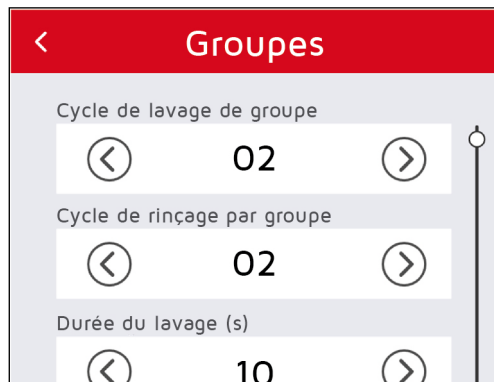 Groupes
Cycle de lavage de groupe
02
Cycle de rinçage par groupe
02
Durée du lavage (s)
10